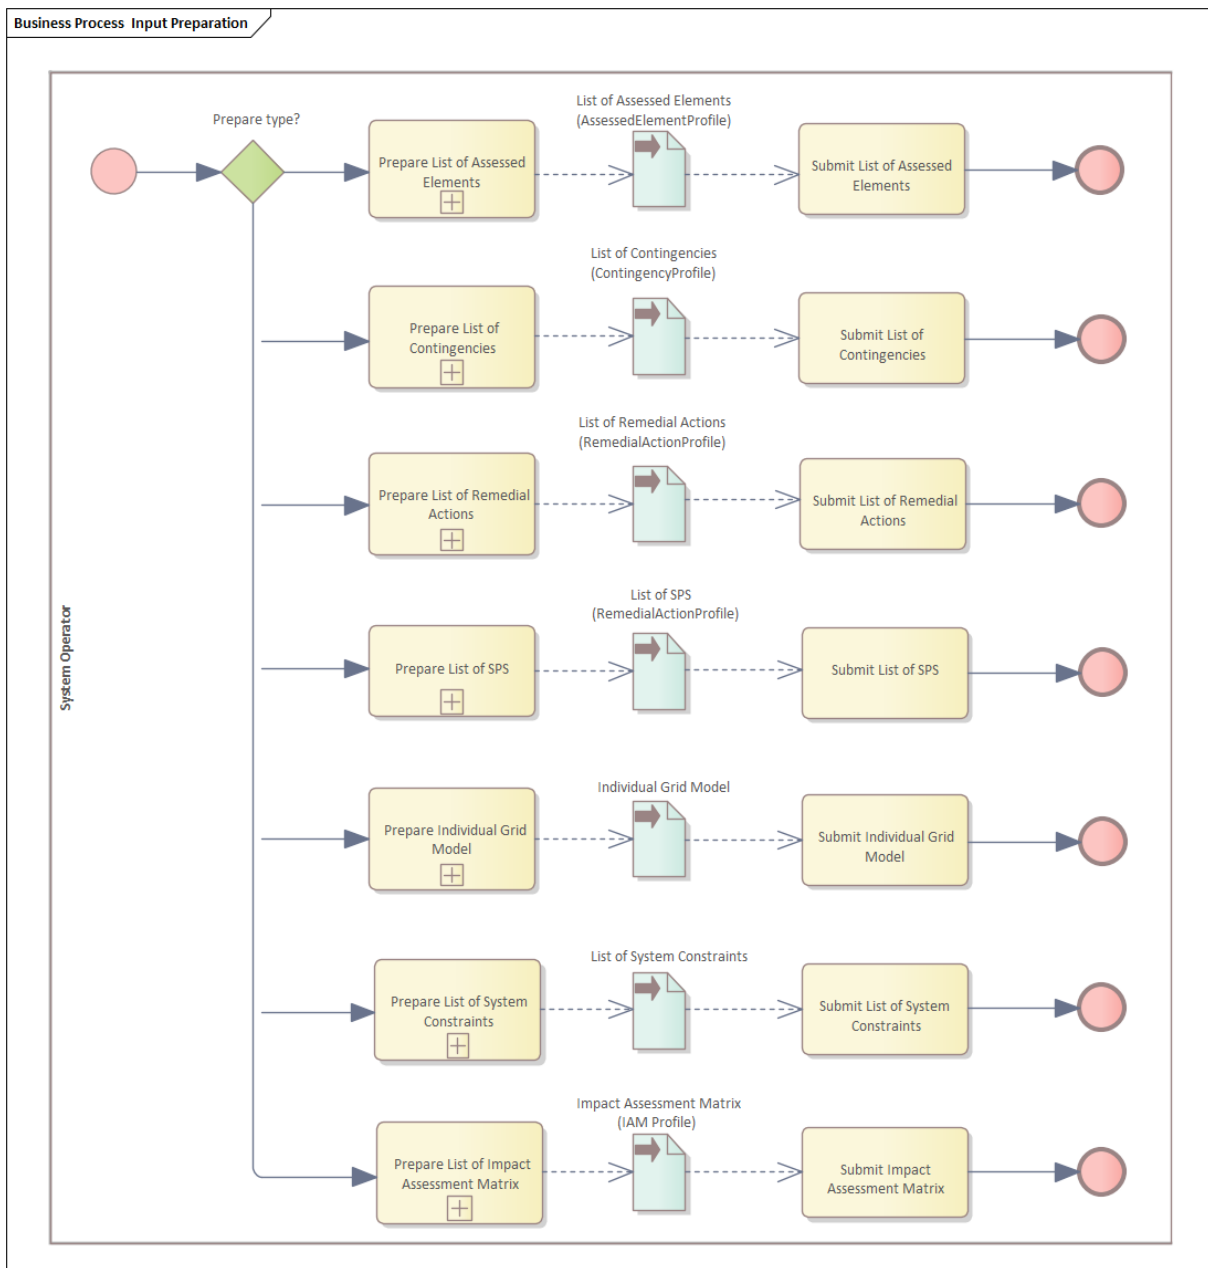 Business Process Input Preparation
System Operator
Prepare type?
List of Assessed Elements
(AssessedElementProfile)
Prepare List of Assessed
Elements
Submit List of Assessed
Elements
List of Contingencies
(ContingencyProfile)
Prepare List of
Contingencies
Submit List of
Contingencies
List of Remedial Actions
(RemedialActionProfile)
Prepare List of Remedial
Actions
Submit List of Remedial
Actions
List of SPS
(RemedialActionProfile)
Prepare List of SPS
Submit List of SPS
Individual Grid Model
Prepare Individual Grid
Model
Submit Individual Grid
Model
List of System Constraints
Prepare List of System
Constraints
Submit List of System
Constraints
Impact Assessment Matrix
(IAM Profile)
Prepare List of Impact
Assessment Matrix
Submit Impact
Assessment Matrix